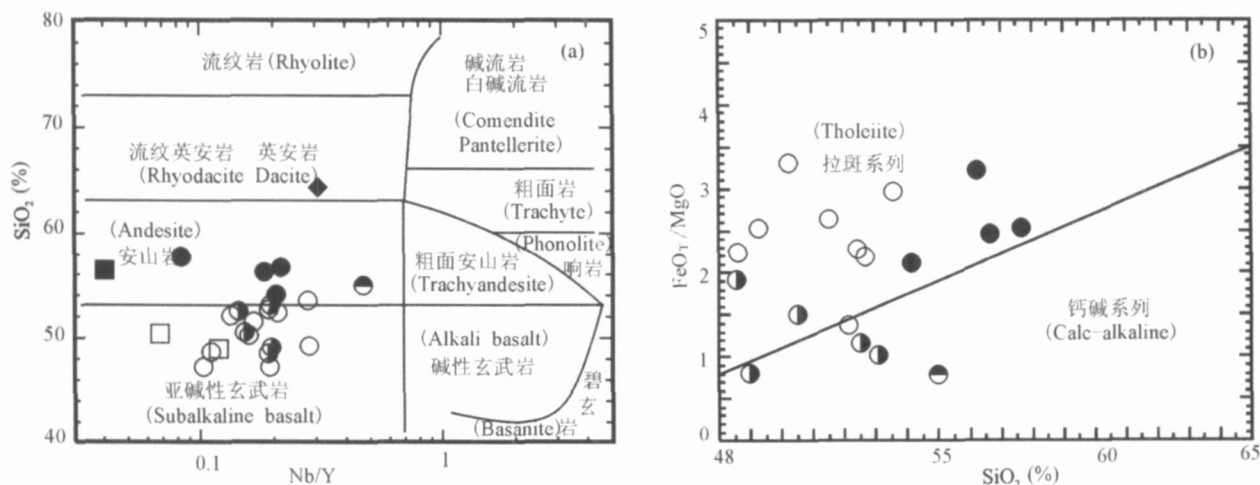 80
70
60
50
40
SiO₂ (%)
0.1
1
Nb/Y
(a)
流纹岩(Rhyolite)
碱流岩
白碱流岩
(Comendite
Pantellerite)
流纹英安岩 英安岩
(Rhyodacite Dacite)
粗面岩
(Trachyte)
(Andesite)
安山岩
(Phonolite
响岩
粗面安山岩
(Trachyandesite)
(Alkali basalt)
碱性玄武岩
亚碱性玄武岩
(Subalkaline basalt)
碧
玄
(Basanite)岩
5
4
3
2
1
0
FeO_T/MgO
48
55
60
65
SiO₂ (%)
(b)
(Tholeiite)
拉斑系列
钙碱系列
(Calc-alkaline)